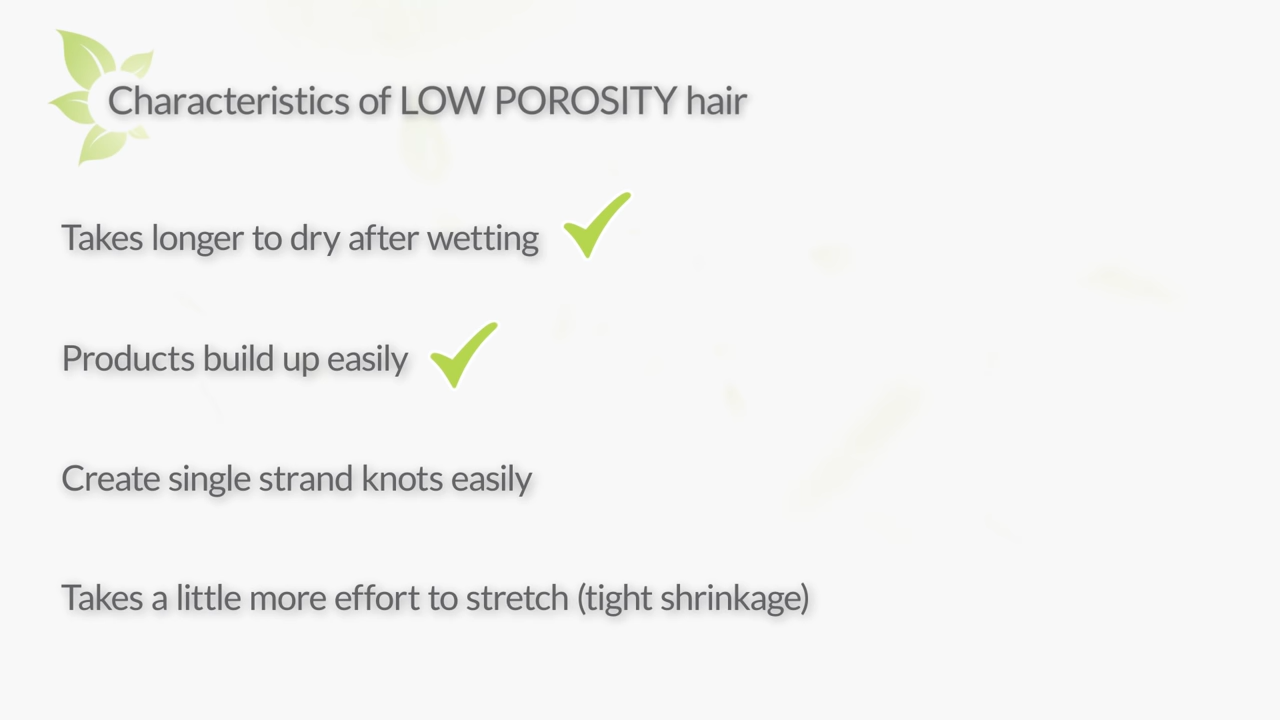 Characteristics of LOW POROSITY hair
Takes longer to dry after wetting
Products build up easily
Create single strand knots easily
Takes a little more effort to stretch (tight shrinkage)